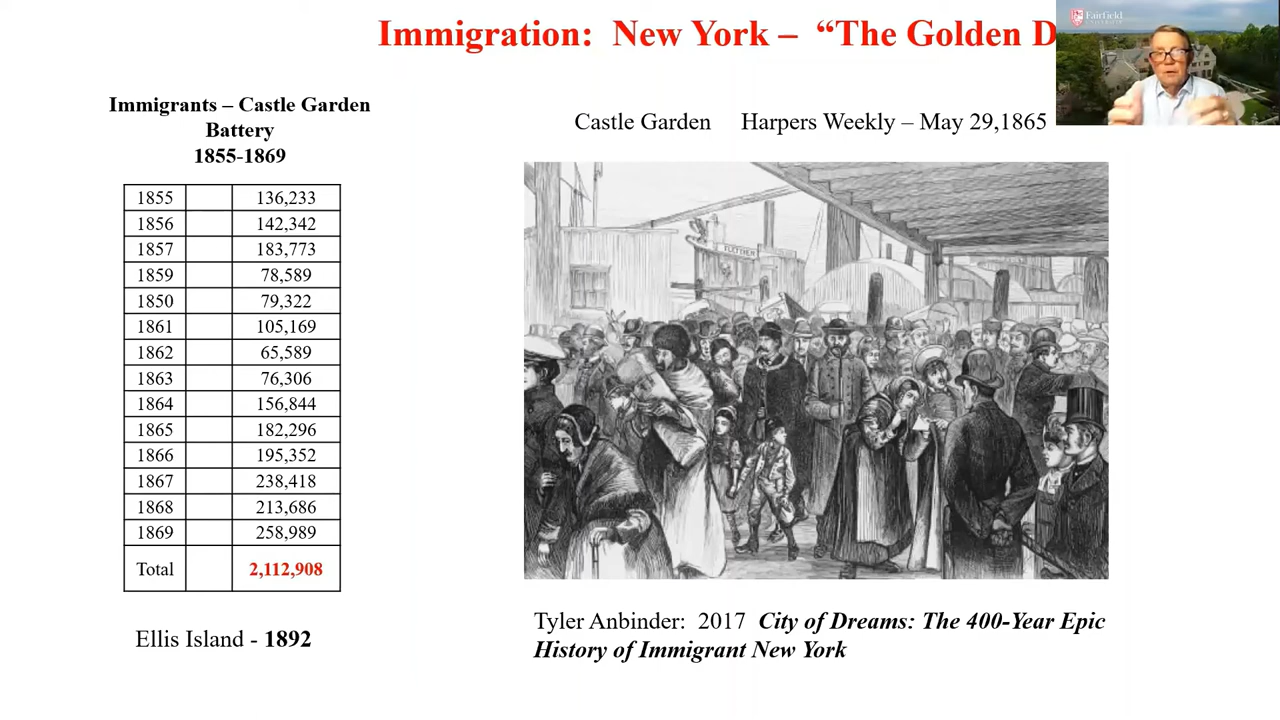 Immigration: New York – “The Golden D
Fairfield
UNIVERSITY
Immigrants – Castle Garden
Battery
1855-1869
Castle Garden Harpers Weekly – May 29,1865
1855 136,233
1856 142,342
1857 183,773
1859 78,589
1850 79,322
1861 105,169
1862 65,589
1863 76,306
1864 156,844
1865 182,296
1866 195,352
1867 238,418
1868 213,686
1869 258,989
Total 2,112,908
Ellis Island - 1892
FLETCHER
Tyler Anbinder: 2017 City of Dreams: The 400-Year Epic
History of Immigrant New York